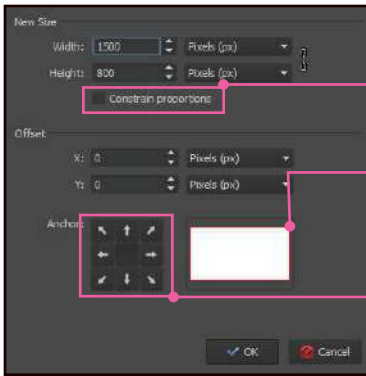 New Size
Width: 1500 Pixels (px)
Height: 800 Pixels (px)
Constrain proportions
Offset
X: 0 Pixels (px)
Y: 0 Pixels (px)
Anchor:
OK Cancel